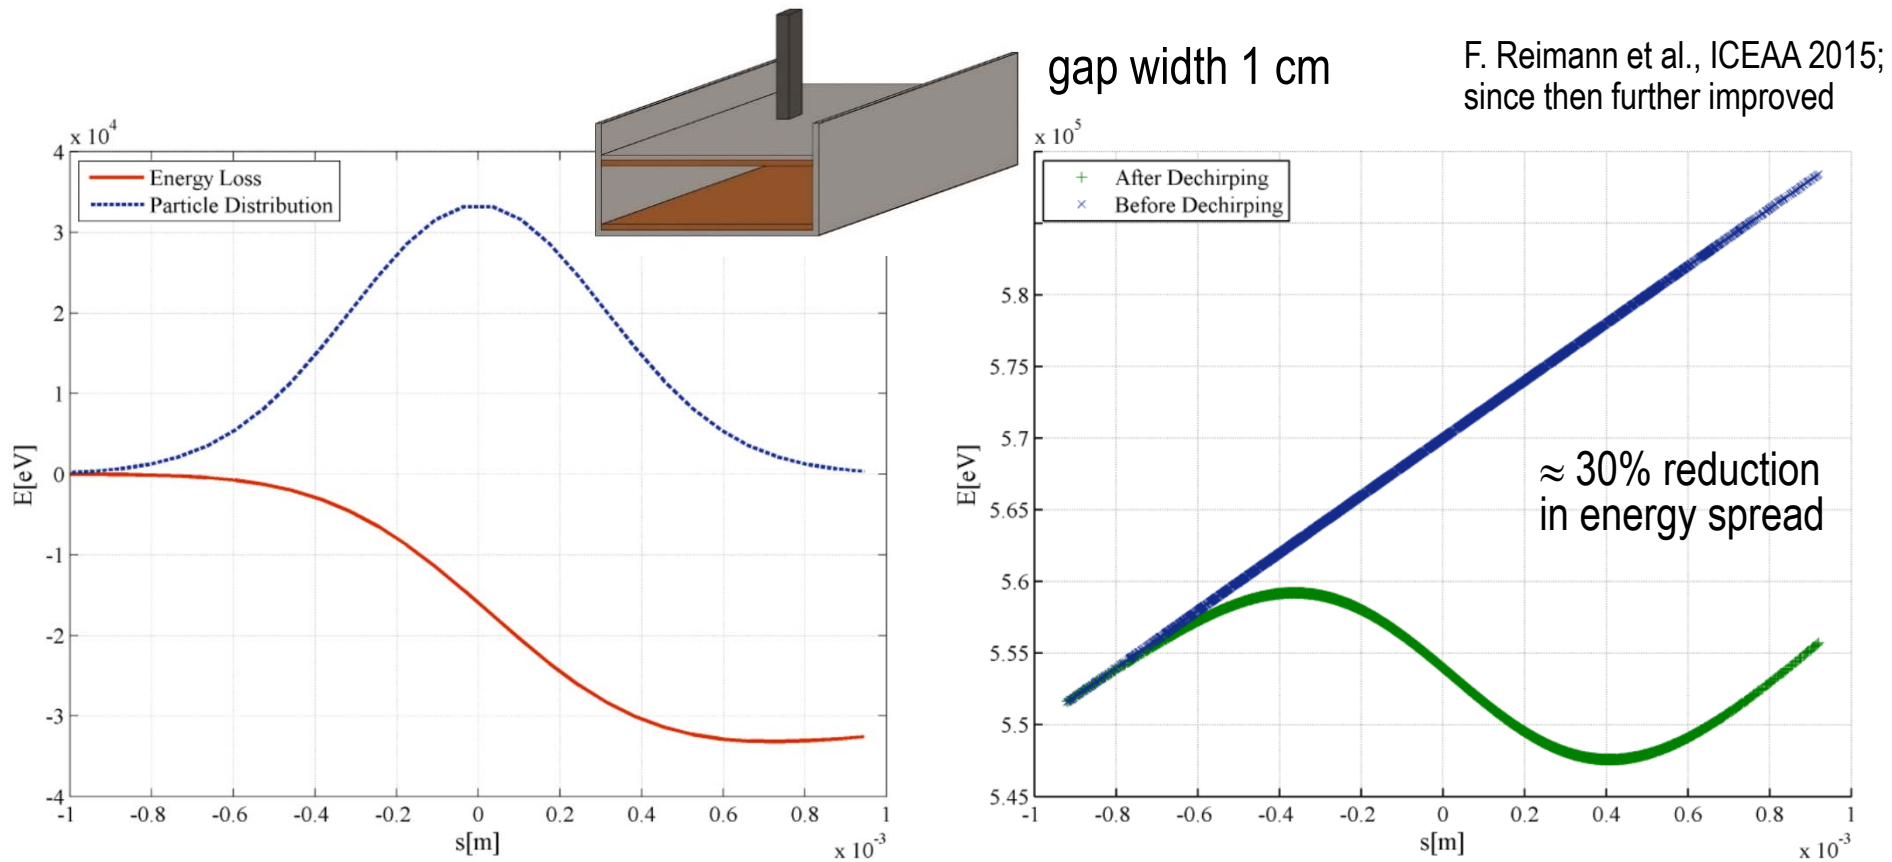 gap width 1 cm
F. Reimann et al., ICEAA 2015;
since then further improved
x 10^4
Energy Loss
Particle Distribution
4
3
2
1
0
-1
-2
-3
-4
E[eV]
-1 -0.8 -0.6 -0.4 -0.2 0 0.2 0.4 0.6 0.8 1
s[m]
x 10^-3
x 10^5
After Dechirping
Before Dechirping
5.8
5.75
5.7
5.65
5.6
5.55
5.5
5.45
E[eV]
≈ 30% reduction
in energy spread
-1 -0.8 -0.6 -0.4 -0.2 0 0.2 0.4 0.6 0.8 1
s[m]
x 10^-3